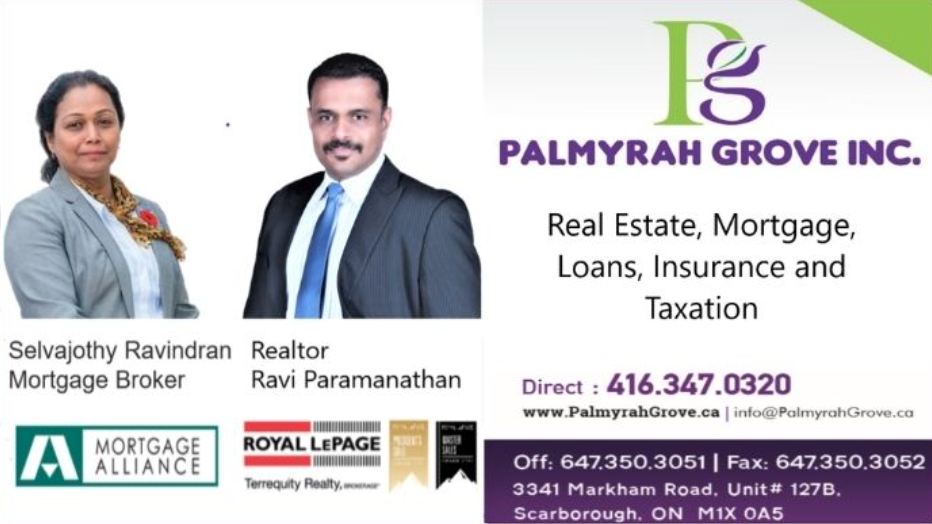 Selvajothy Ravindran
Mortgage Broker
Realtor
Ravi Paramanathan
MORTGAGE
ALLIANCE
ROYAL LEPAGE
Terrequity Realty, BROKERAGE
Pg
PALMYRAH GROVE INC.
Real Estate, Mortgage,
Loans, Insurance and
Taxation
Direct : 416.347.0320
www.PalmyrahGrove.ca | info@PalmyrahGrove.ca
Off: 647.350.3051 | Fax: 647.350.3052
3341 Markham Road, Unit# 127B,
Scarborough, ON M1X 0A5